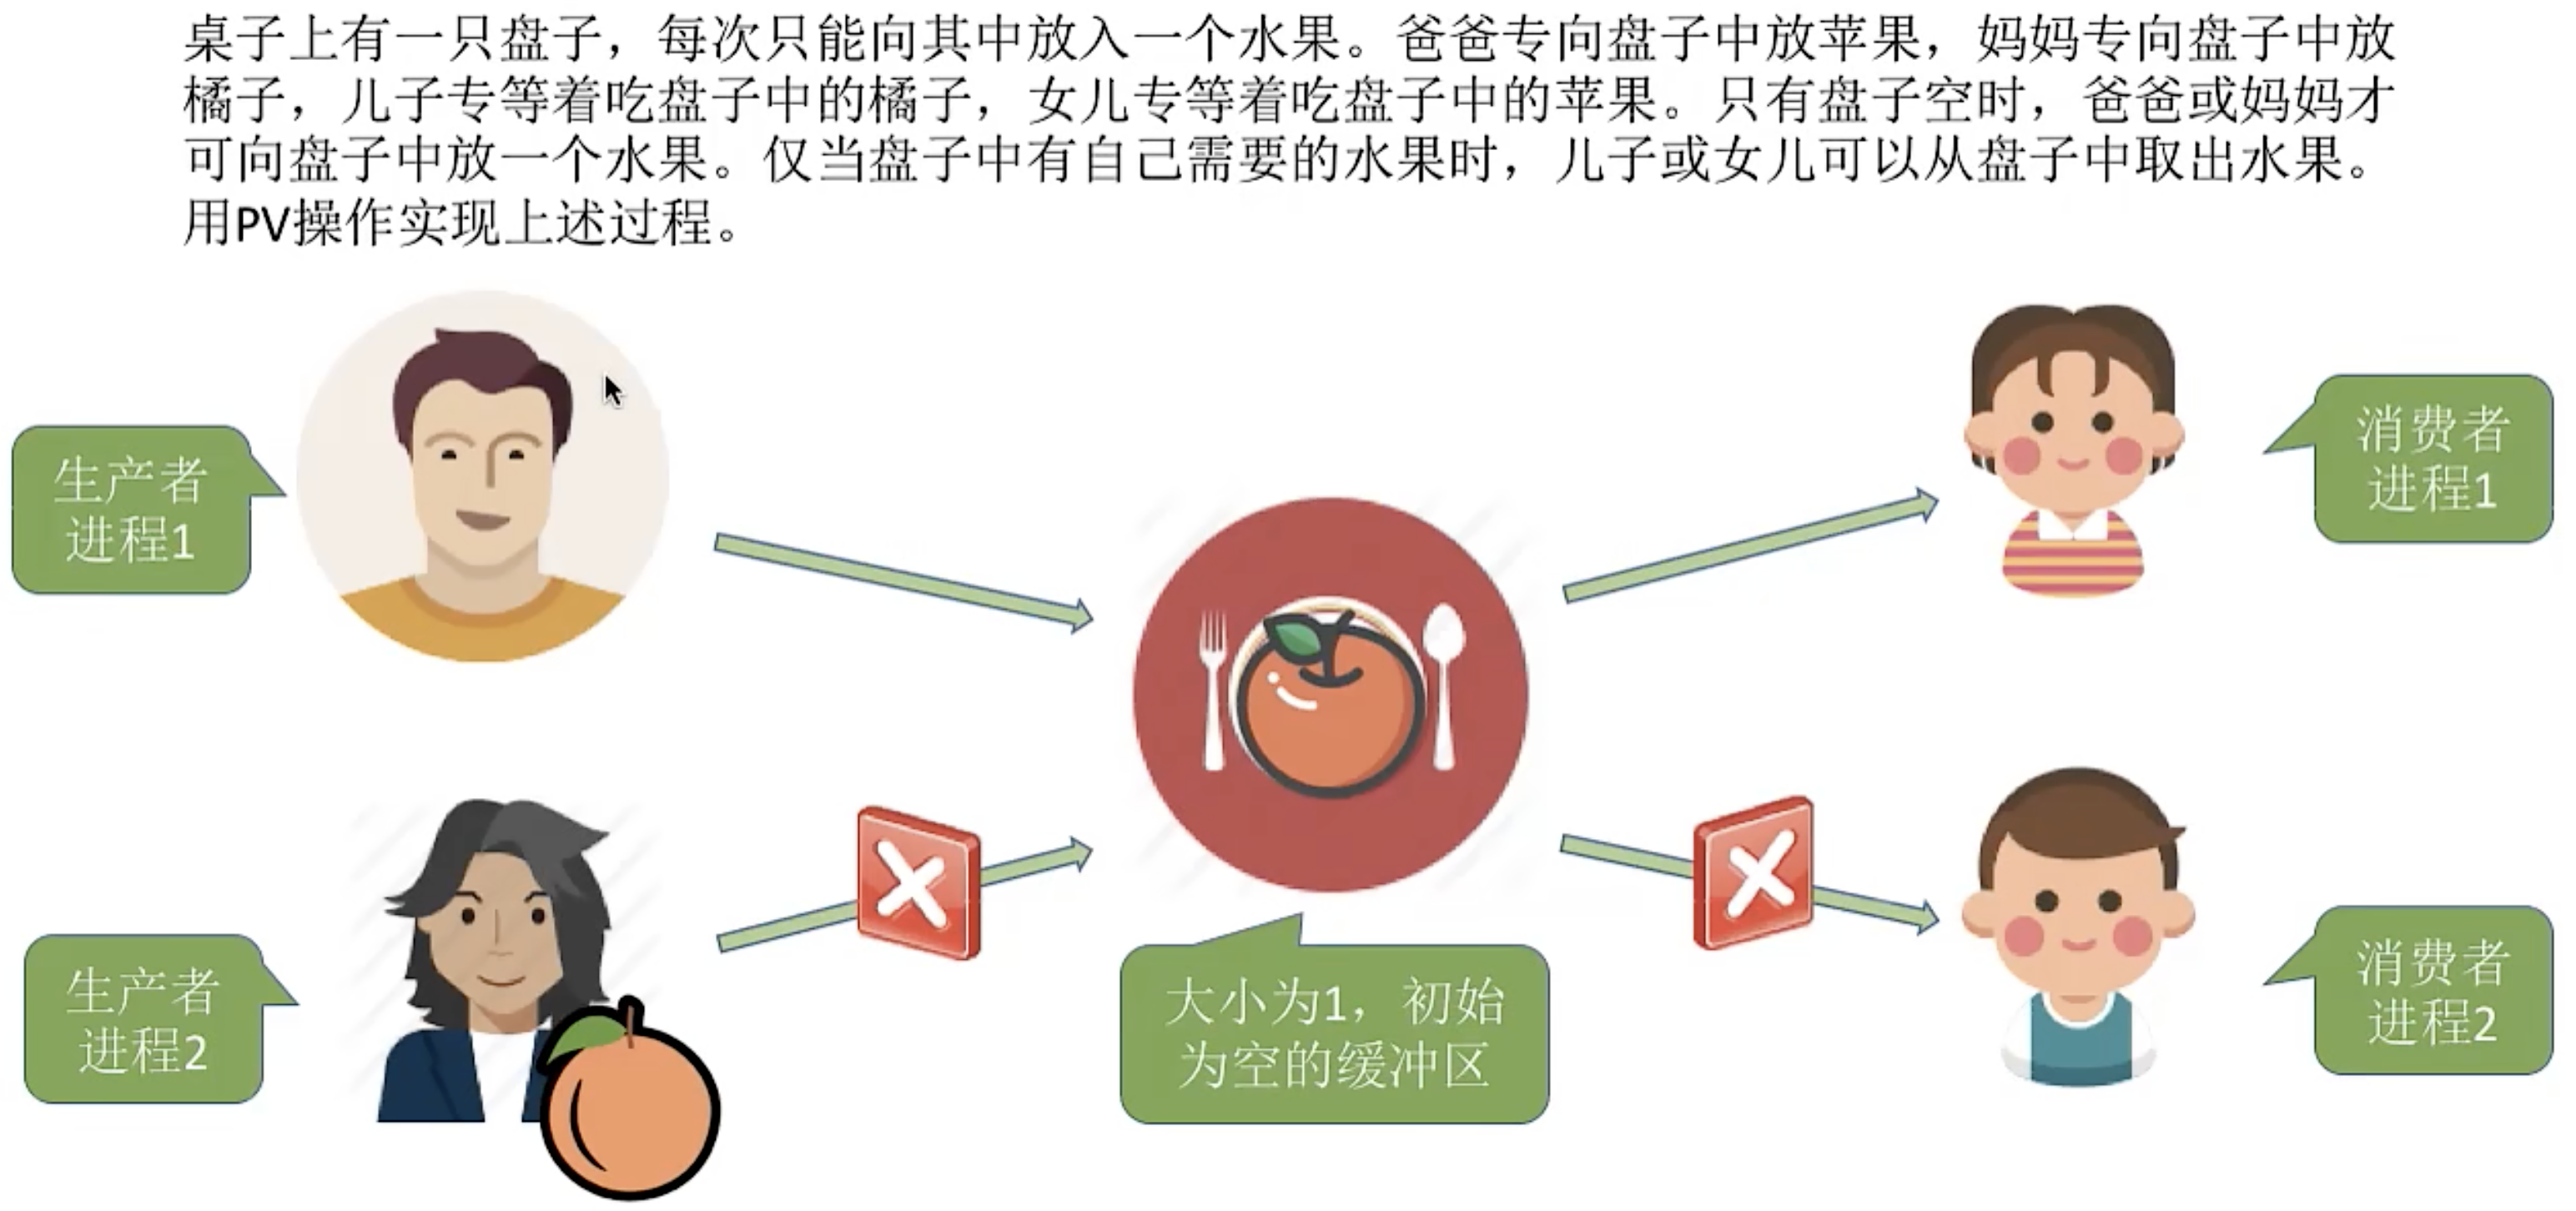 桌子上有一只盘子，每次只能向其中放入一个水果。爸爸专向盘子中放苹果，妈妈专向盘子中放
橘子，儿子专等着吃盘子中的橘子，女儿专等着吃盘子中的苹果。只有盘子空时，爸爸或妈妈才
可向盘子中放一个水果。仅当盘子中有自己需要的水果时，儿子或女儿可以从盘子中取出水果。
用PV操作实现上述过程。
生产者
进程1
消费者
进程1
生产者
进程2
大小为1，初始
为空的缓冲区
消费者
进程2